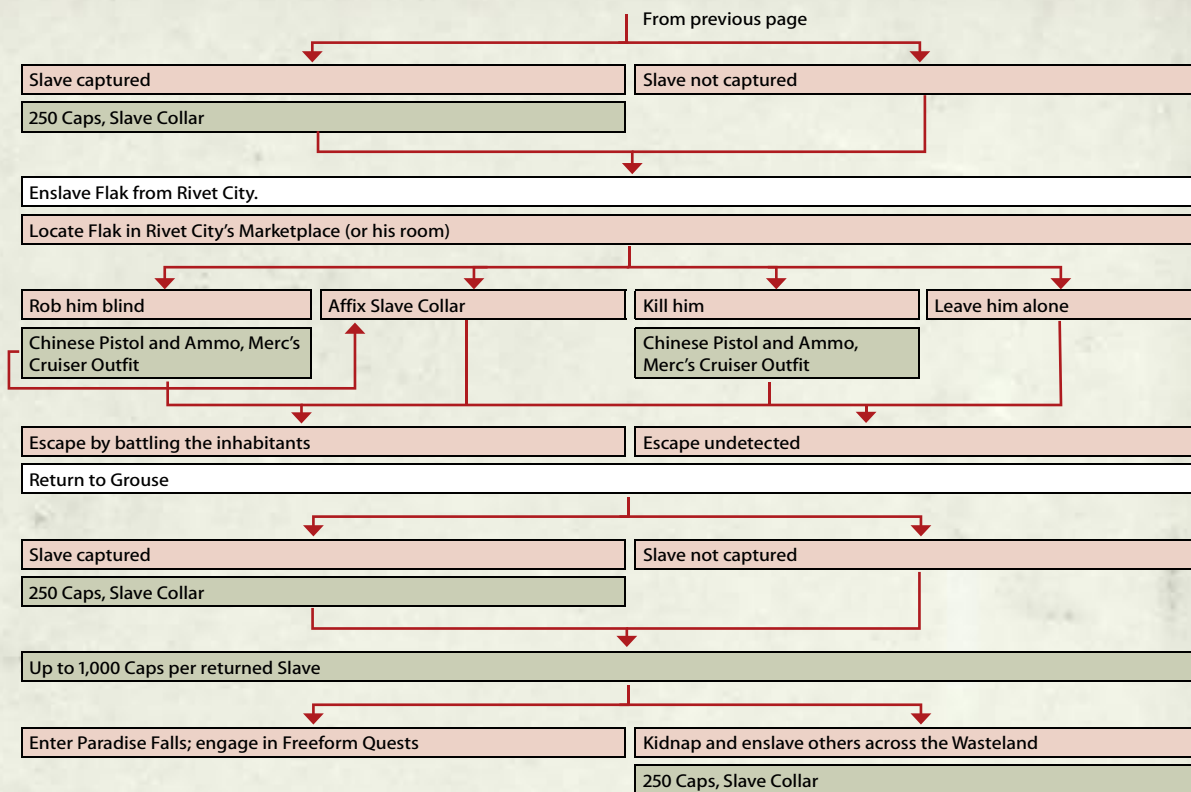 From previous page
Slave captured
Slave not captured
250 Caps, Slave Collar
Enslave Flak from Rivet City.
Locate Flak in Rivet City's Marketplace (or his room)
Rob him blind
Affix Slave Collar
Kill him
Leave him alone
Chinese Pistol and Ammo, Merc's
Cruiser Outfit
Chinese Pistol and Ammo,
Merc's Cruiser Outfit
Escape by battling the inhabitants
Escape undetected
Return to Grouse
Slave captured
Slave not captured
250 Caps, Slave Collar
Up to 1,000 Caps per returned Slave
Enter Paradise Falls; engage in Freeform Quests
Kidnap and enslave others across the Wasteland
250 Caps, Slave Collar